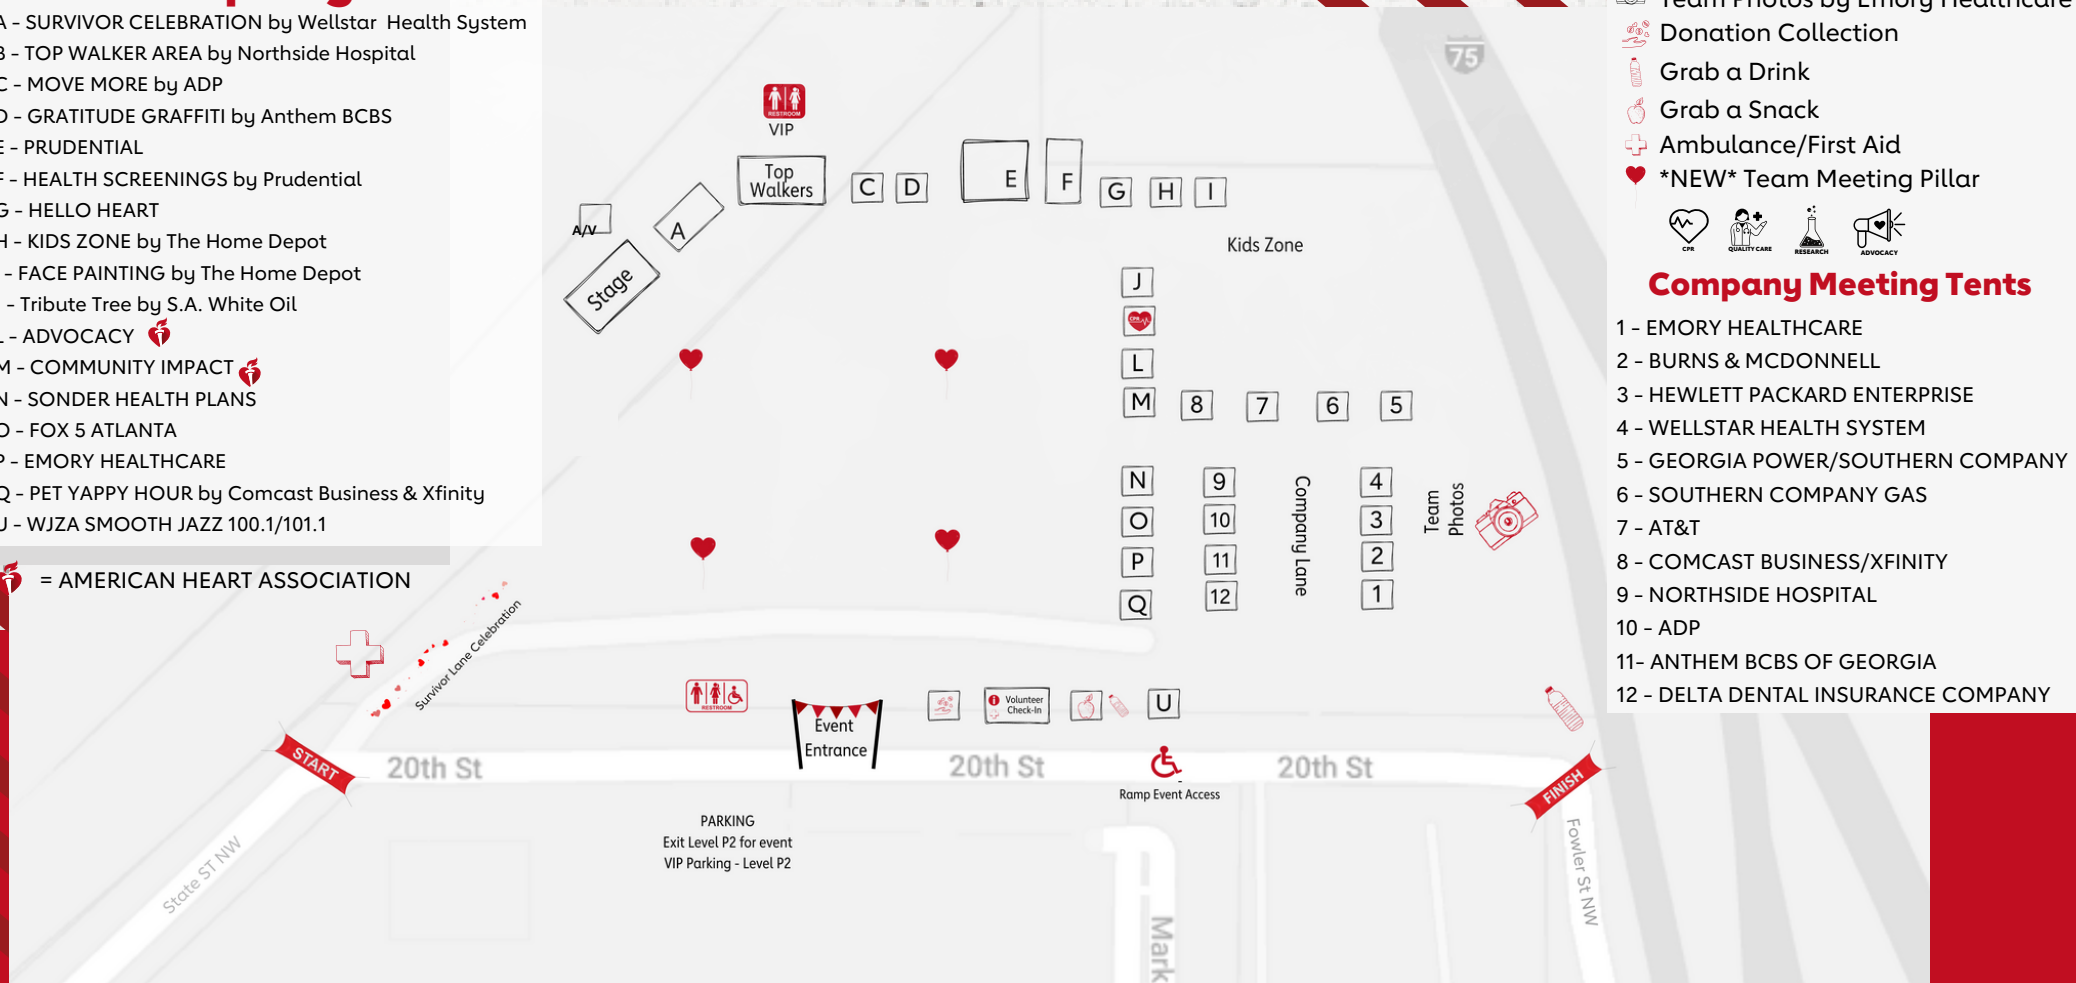 A - SURVIVOR CELEBRATION by Wellstar Health System
B - TOP WALKER AREA by Northside Hospital
C - MOVE MORE by ADP
D - GRATITUDE GRAFFITI by Anthem BCBS
E - PRUDENTIAL
F - HEALTH SCREENINGS by Prudential
G - HELLO HEART
H - KIDS ZONE by The Home Depot
- FACE PAINTING by The Home Depot
- Tribute Tree by S.A. White Oil
L - ADVOCACY
M - COMMUNITY IMPACT
N - SONDER HEALTH PLANS
O - FOX 5 ATLANTA
P - EMORY HEALTHCARE
Q - PET YAPPY HOUR by Comcast Business & Xfinity
U - WJZA SMOOTH JAZZ 100.1/101.1
= AMERICAN HEART ASSOCIATION
75
RESTROOM
VIP
Top
Walkers
C
D
E
F
G
H
I
A
A/V
Stage
Kids Zone
J
CPR
L
M
8
7
6
5
N
O
P
Q
9
10
11
12
Company Lane
4
3
2
1
Team
Photos
Survivor Lane Celebration
RESTROOM
Event
Entrance
Volunteer
Check-In
U
START
20th St
20th St
20th St
FINISH
Ramp Event Access
PARKING
Exit Level P2 for event
VIP Parking - Level P2
State ST NW
Mark
Fowler St NW
Team Photos by Emory Healthcare
Donation Collection
Grab a Drink
Grab a Snack
Ambulance/First Aid
*NEW* Team Meeting Pillar
CPR
QUALITY CARE
RESEARCH
ADVOCACY
Company Meeting Tents
1 - EMORY HEALTHCARE
2 - BURNS & MCDONNELL
3 - HEWLETT PACKARD ENTERPRISE
4 - WELLSTAR HEALTH SYSTEM
5 - GEORGIA POWER/SOUTHERN COMPANY
6 - SOUTHERN COMPANY GAS
7 - AT&T
8 - COMCAST BUSINESS/XFINITY
9 - NORTHSIDE HOSPITAL
10 - ADP
11- ANTHEM BCBS OF GEORGIA
12 - DELTA DENTAL INSURANCE COMPANY